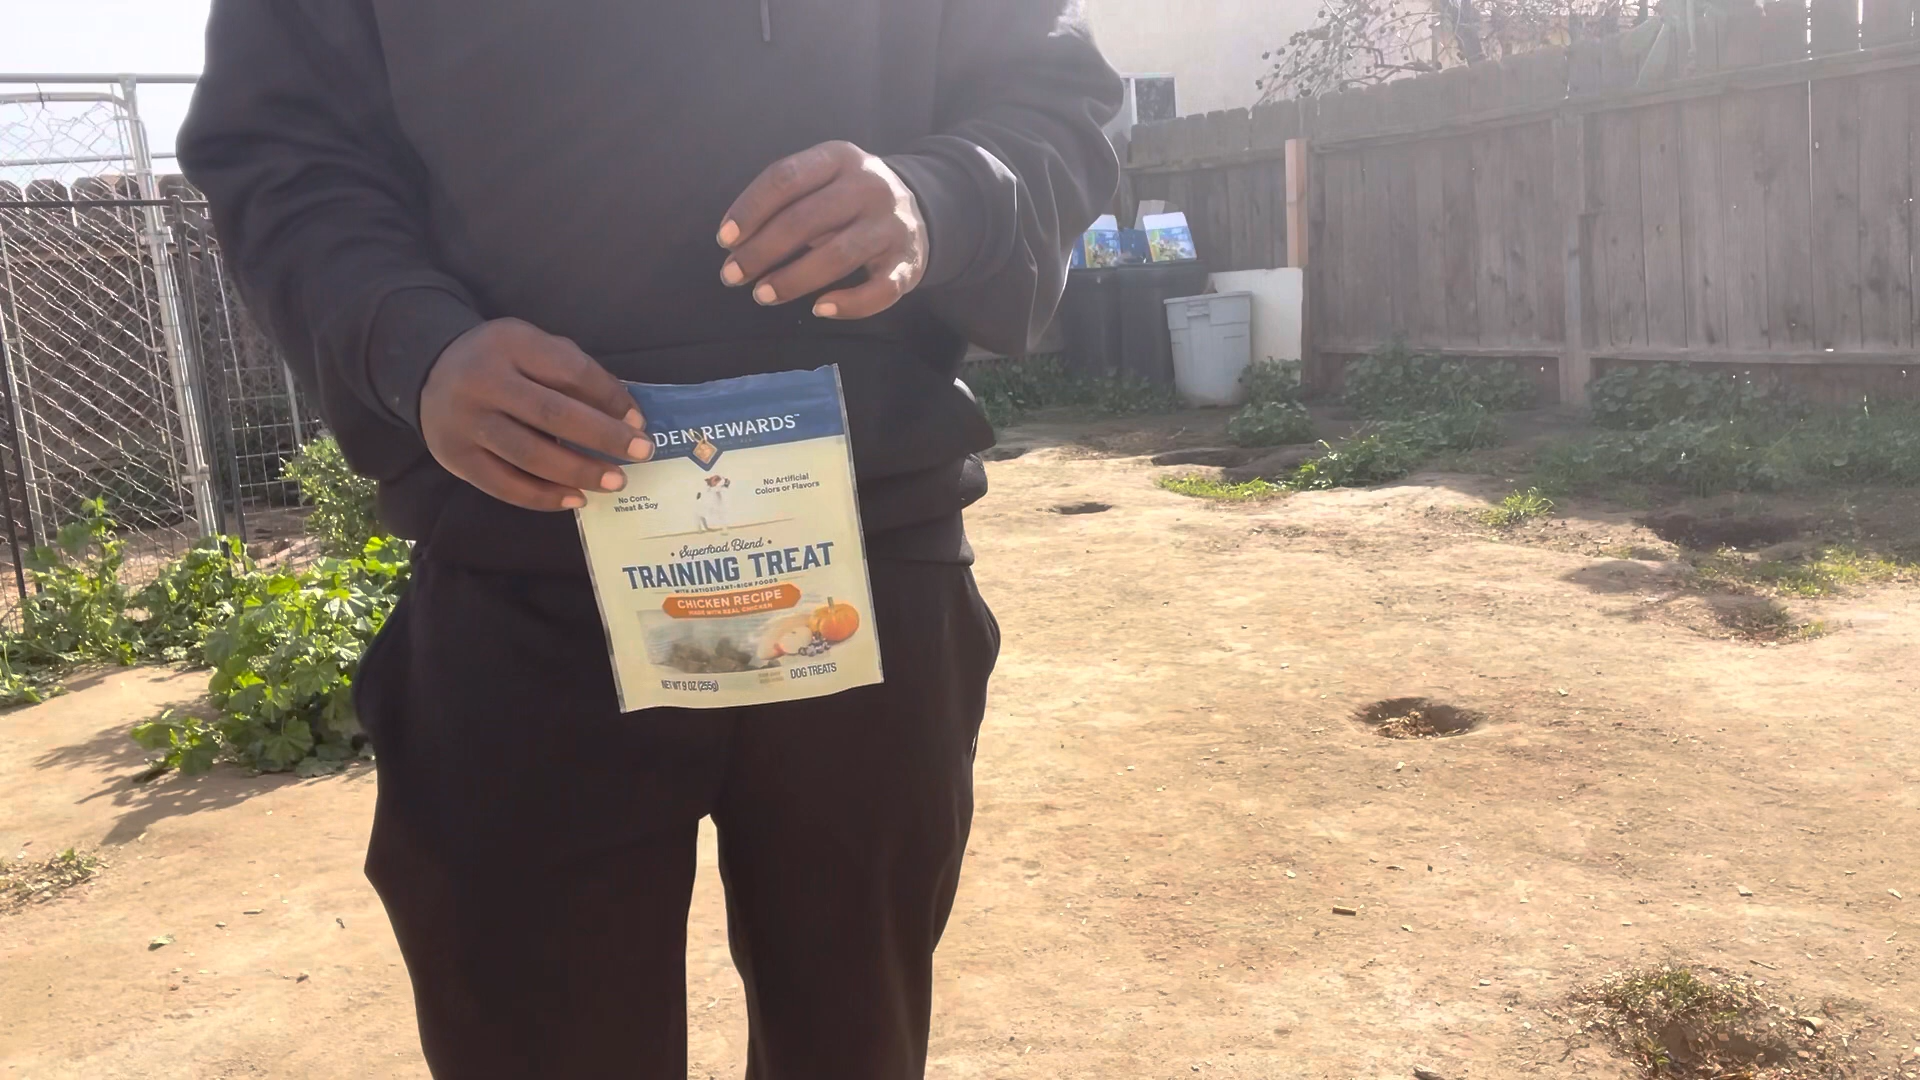 DEN REWARDS™
No Corn,
Wheat & Soy
No Artificial
Colors or Flavors
Superfood Blend
TRAINING TREAT
WITH ANTIOXIDANT-RICH FOODS
CHICKEN RECIPE
MADE WITH REAL CHICKEN
NET WT 9 OZ (255g)
DOG TREATS